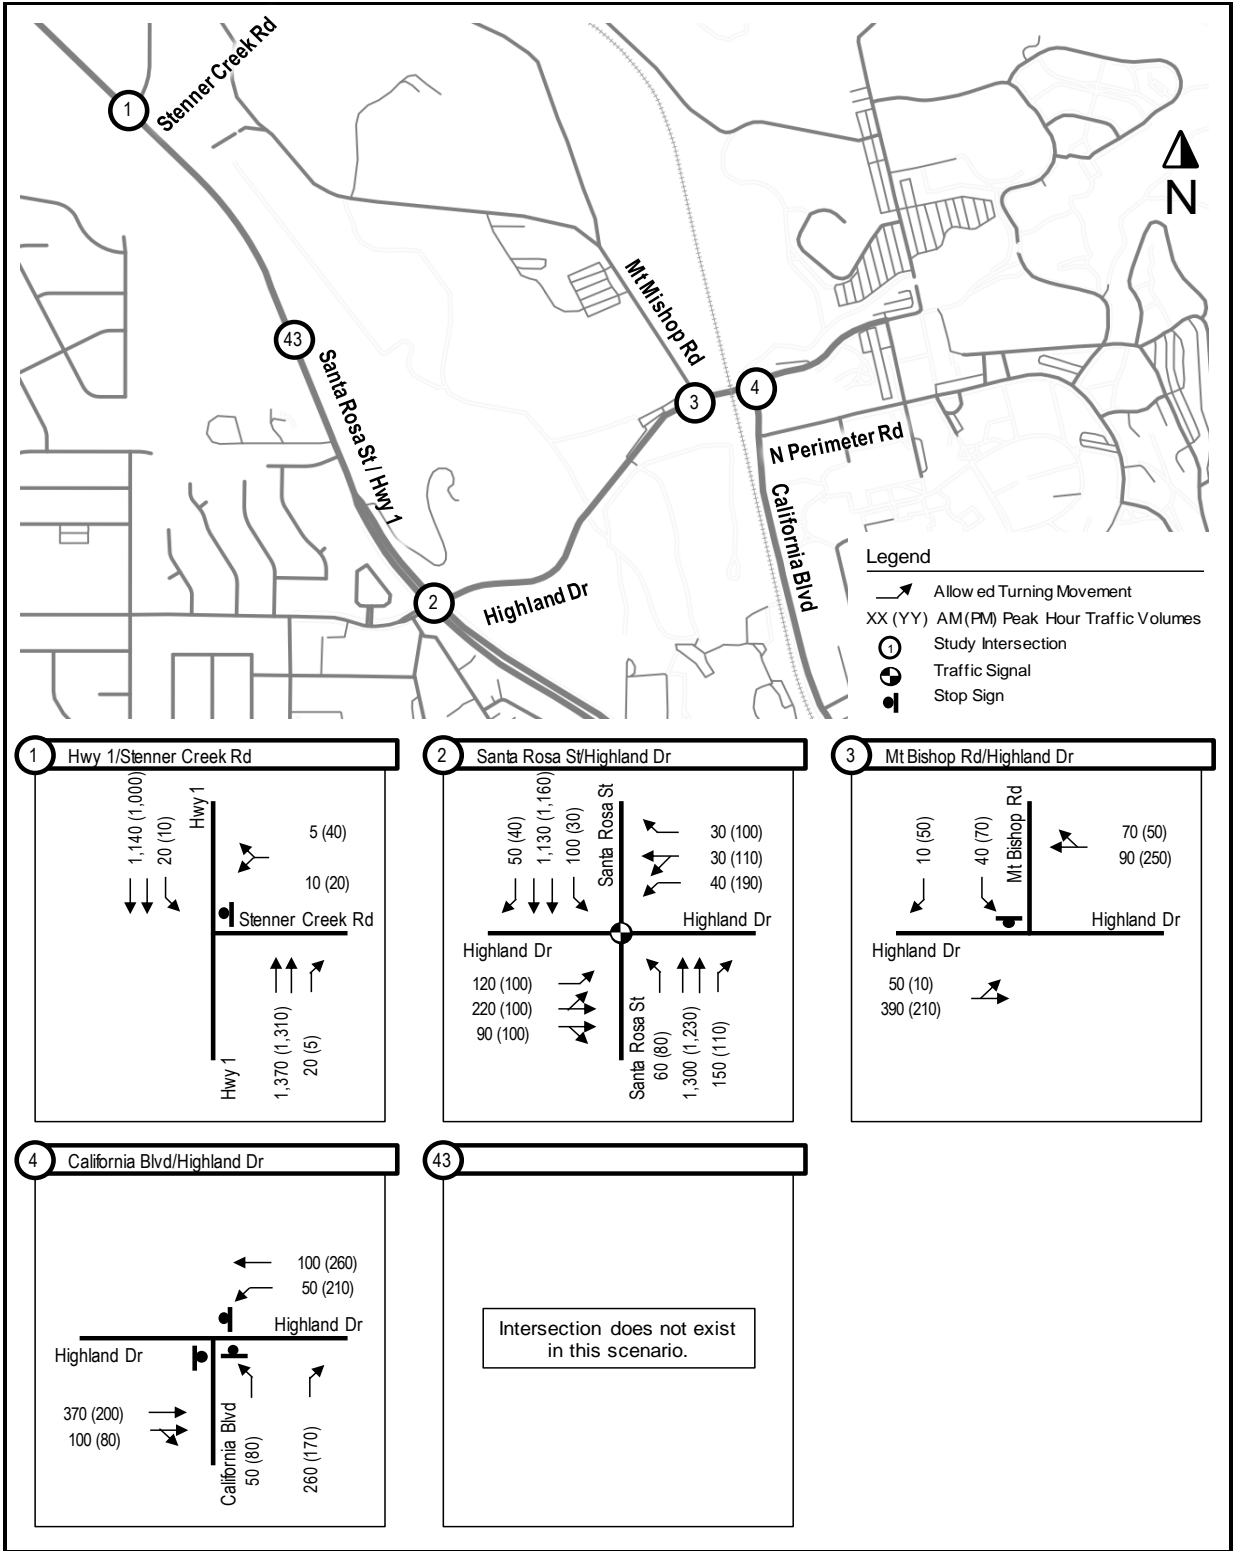 Stenner Creek Rd
1
N
Mt Mishop Rd
43
4
3
Santa Rosa St / Hwy 1
N Perimeter Rd
California Blvd
2
Highland Dr
Legend
Allowed Turning Movement
XX (YY) AM (PM) Peak Hour Traffic Volumes
1 Study Intersection
Traffic Signal
Stop Sign
1 Hwy 1/Stenner Creek Rd
1,140 (1,000)
20 (10)
Hwy 1
5 (40)
10 (20)
Stenner Creek Rd
Hwy 1
1,370 (1,310)
20 (5)
2 Santa Rosa St/Highland Dr
50 (40)
1,130 (1,160)
100 (30)
Santa Rosa St
30 (100)
30 (110)
40 (190)
Highland Dr
Highland Dr
120 (100)
220 (100)
90 (100)
Santa Rosa St
60 (80)
1,300 (1,230)
150 (110)
3 Mt Bishop Rd/Highland Dr
10 (50)
40 (70)
Mt Bishop Rd
70 (50)
90 (250)
Highland Dr
Highland Dr
50 (10)
390 (210)
4 California Blvd/Highland Dr
100 (260)
50 (210)
Highland Dr
Highland Dr
370 (200)
100 (80)
California Blvd
50 (80)
260 (170)
43
Intersection does not exist
in this scenario.